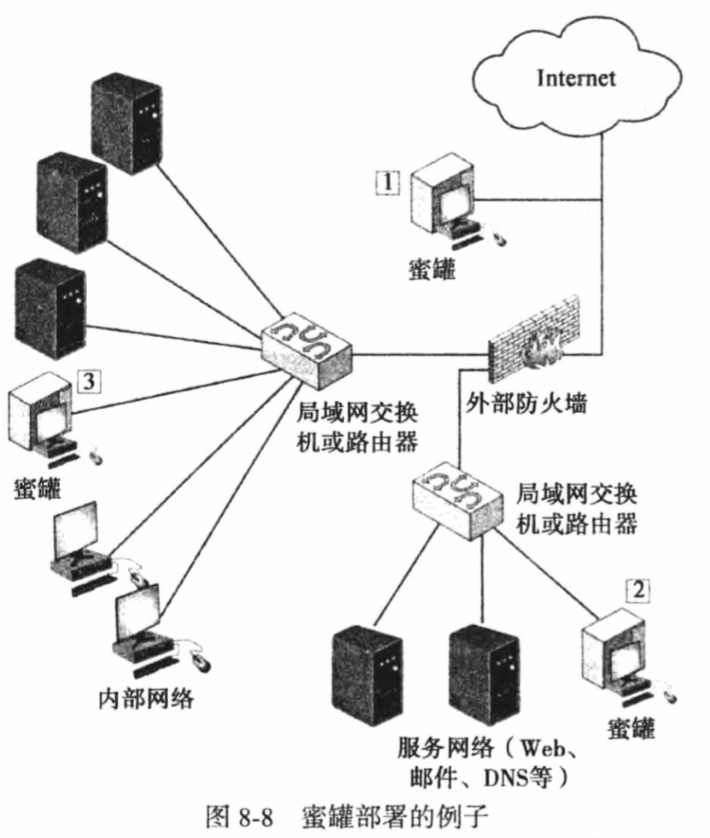 Internet
1
蜜罐
3
局域网交换
机或路由器
外部防火墙
蜜罐
局域网交换
机或路由器
2
内部网络
蜜罐
服务网络（Web、
邮件、DNS等）
图 8-8 蜜罐部署的例子